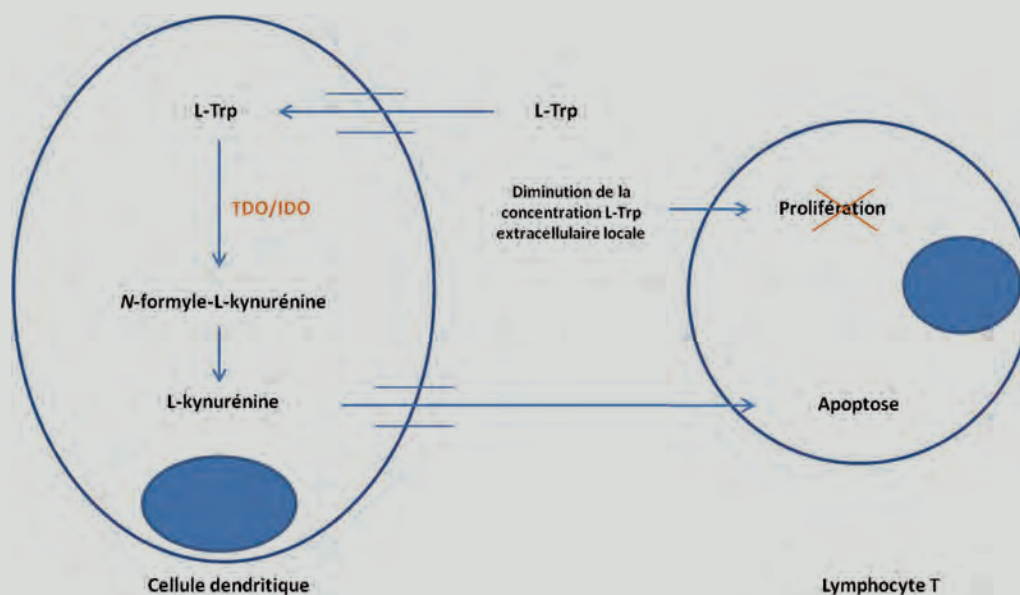 L-Trp
L-Trp
TDO/IDO
Diminution de la
concentration L-Trp
extracellulaire locale
Prolifération
N-formyle-L-kynurénine
L-kynurénine
Apoptose
Cellule dendritique
Lymphocyte T